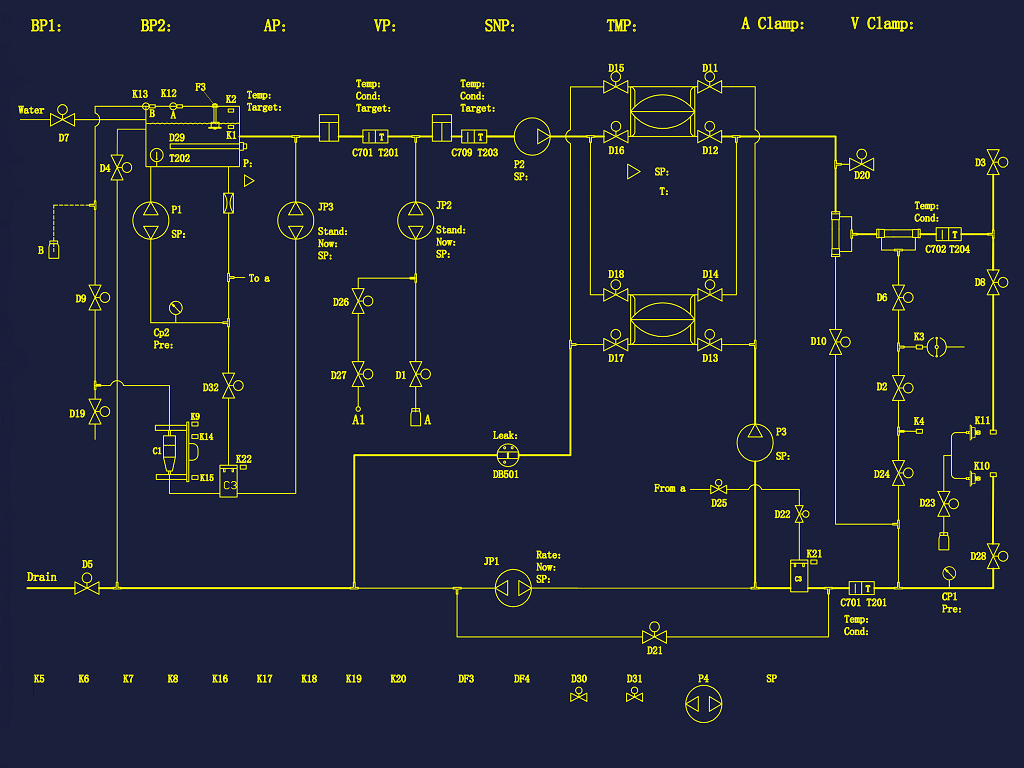 BP1: BP2: AP: VP: SNP: TMP: A Clamp: V Clamp:
D15 D11
F3
K13 K12 K2 Temp:
Target:
Temp:
Cond:
Target:
Temp:
Cond:
Target:
Water
B A
D7
K1
D29
T202
P:
C701 T201
C709 T203
P2
SP:
D16 D12
D4
SP:
T:
D20
D3
P1
SP:
JP3
Stand:
Now:
SP:
JP2
Stand:
Now:
SP:
Temp:
Cond:
C702 T204
B
To a
D9
D18 D14
D26
D6
D8
Cp2
Pre:
D10
K3
D17 D13
D32
D27
D1
D2
A1
A
D19
K9
K14
C1
K15
K22
C3
Leak:
DB501
P3
SP:
K4
K11
K10
D24
From a
D25
D22
D23
K21
C3
D28
Drain
D5
JP1
Rate:
Now:
SP:
C701 T201
Temp:
Cond:
CP1
Pre:
D21
K5 K6 K7 K8 K16 K17 K18 K19 K20 DF3 DF4 D30 D31 P4 SP